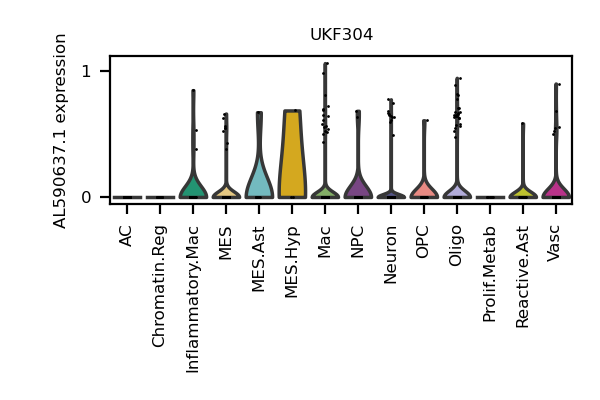 UKF304
AL590637.1 expression
1
0
AC
Chromatin.Reg
Inflammatory.Mac
MES
MES.Ast
MES.Hyp
Mac
NPC
Neuron
OPC
Oligo
Prolif.Metab
Reactive.Ast
Vasc